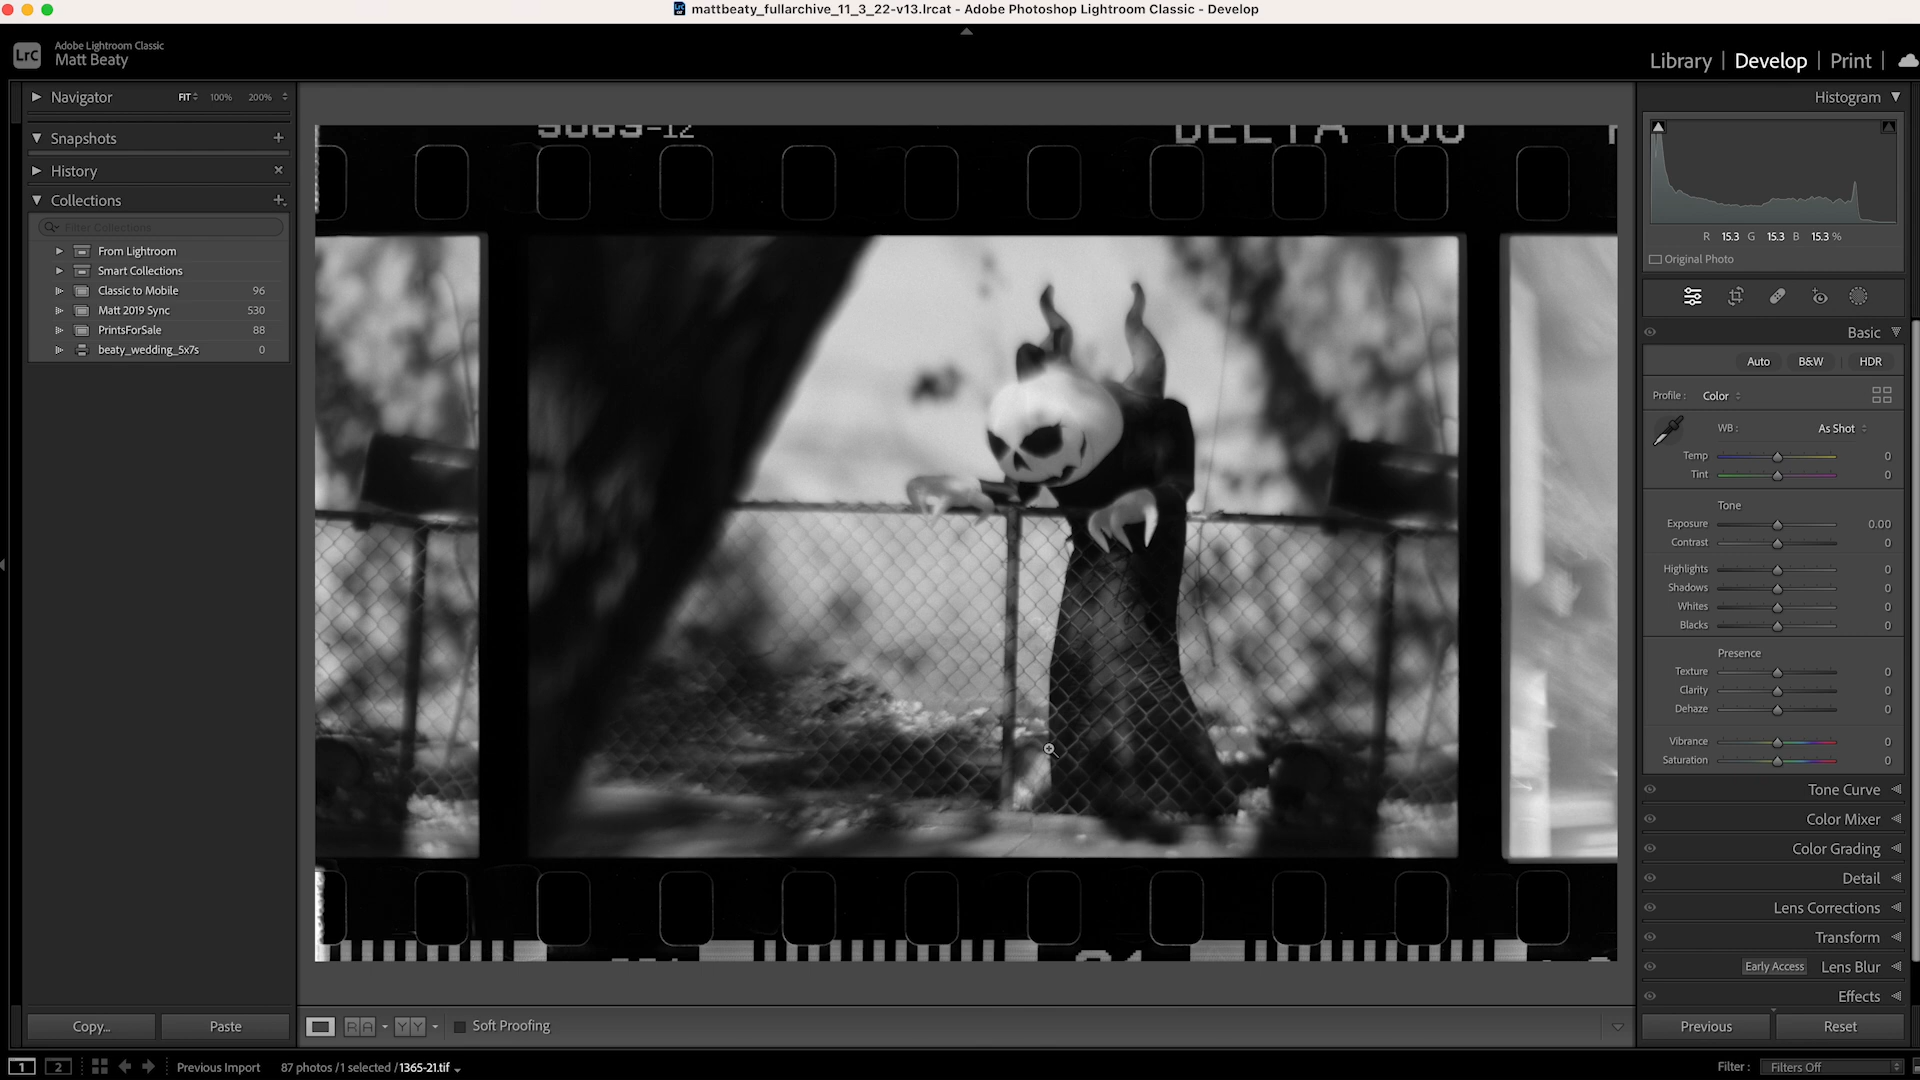 mattbeaty_fullarchive_11_3_22-v13.lrcat - Adobe Photoshop Lightroom Classic - Develop
LrC
Adobe Lightroom Classic
Matt Beaty
Library | Develop | Print |
Navigator
FIT
100%
200%
Snapshots
History
Collections
Filter Collections
From Lightroom
Smart Collections
Classic to Mobile 96
Matt 2019 Sync 530
PrintsForSale 88
beaty_wedding_5x7s 0
Copy...
Paste
DELTA 100
Soft Proofing
Histogram
R 15.3 G 15.3 B 15.3 %
Original Photo
Basic
Auto
B&W
HDR
Profile : Color
WB : As Shot
Temp 0
Tint 0
Tone
Exposure 0.00
Contrast 0
Highlights 0
Shadows 0
Whites 0
Blacks 0
Presence
Texture 0
Clarity 0
Dehaze 0
Vibrance 0
Saturation 0
Tone Curve
Color Mixer
Color Grading
Detail
Lens Corrections
Transform
Early Access Lens Blur
Effects
Previous
Reset
1 2 Previous Import 87 photos / 1 selected / 1365-21.tif
Filter : Filters Off